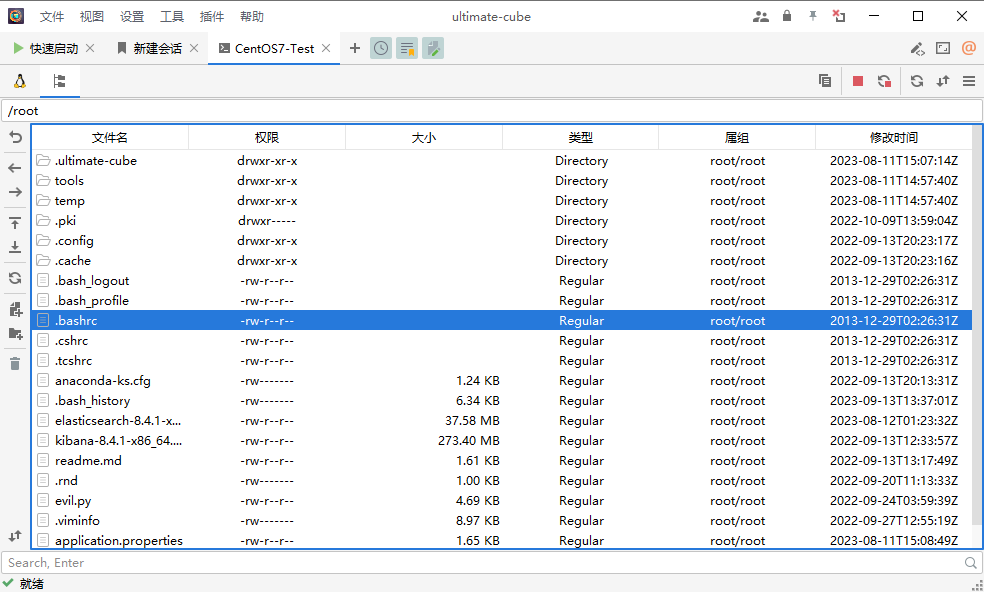 文件 视图 设置 工具 插件 帮助 ultimate-cube
快速启动 新建会话 CentOS7-Test
/root
文件名 权限 大小 类型 属组 修改时间
.ultimate-cube drwxr-xr-x Directory root/root 2023-08-11T15:07:14Z
tools drwxr-xr-x Directory root/root 2023-08-11T14:57:40Z
temp drwxr-xr-x Directory root/root 2023-08-11T14:57:40Z
.pki drwxr----- Directory root/root 2022-10-09T13:59:04Z
.config drwxr-xr-x Directory root/root 2022-09-13T20:23:17Z
.cache drwxr-xr-x Directory root/root 2022-09-13T20:23:16Z
.bash_logout -rw-r--r-- Regular root/root 2013-12-29T02:26:31Z
.bash_profile -rw-r--r-- Regular root/root 2013-12-29T02:26:31Z
.bashrc -rw-r--r-- Regular root/root 2013-12-29T02:26:31Z
.cshrc -rw-r--r-- Regular root/root 2013-12-29T02:26:31Z
.tcshrc -rw-r--r-- Regular root/root 2013-12-29T02:26:31Z
anaconda-ks.cfg -rw------- 1.24 KB Regular root/root 2022-09-13T20:13:31Z
.bash_history -rw------- 6.34 KB Regular root/root 2023-09-13T13:37:01Z
elasticsearch-8.4.1-x... -rw-r--r-- 37.58 MB Regular root/root 2023-08-12T01:23:32Z
kibana-8.4.1-x86_64.... -rw-r--r-- 273.40 MB Regular root/root 2022-09-13T12:33:57Z
readme.md -rw-r--r-- 1.61 KB Regular root/root 2022-09-13T13:17:49Z
.rnd -rw------- 1.00 KB Regular root/root 2022-09-20T11:13:33Z
evil.py -rw-r--r-- 4.69 KB Regular root/root 2022-09-24T03:59:39Z
.viminfo -rw------- 8.97 KB Regular root/root 2022-09-27T12:55:19Z
application.properties -rw-r--r-- 1.65 KB Regular root/root 2023-08-11T15:08:49Z
Search, Enter
就绪